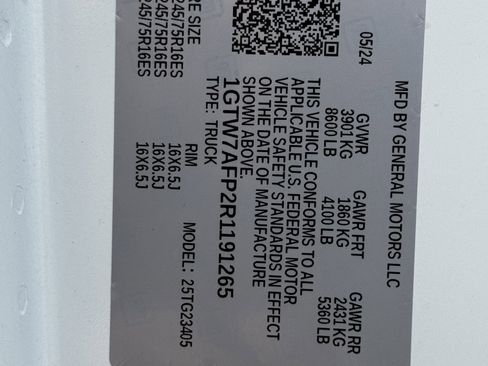 MFD BY GENERAL MOTORS LLC
05/24 GVWR GAWR FRT GAWR RR
3901 KG 1860 KG 2431 KG
8600 LB 4100 LB 5360 LB
THIS VEHICLE CONFORMS TO ALL
APPLICABLE U.S. FEDERAL MOTOR
VEHICLE SAFETY STANDARDS IN EFFECT
ON THE DATE OF MANUFACTURE
SHOWN ABOVE.
1GTW7AFP2R1191265
TYPE: TRUCK MODEL: 25TG23405
RE SIZE RIM
245/75R16ES 16X6.5J
245/75R16ES 16X6.5J
245/75R16ES 16X6.5J